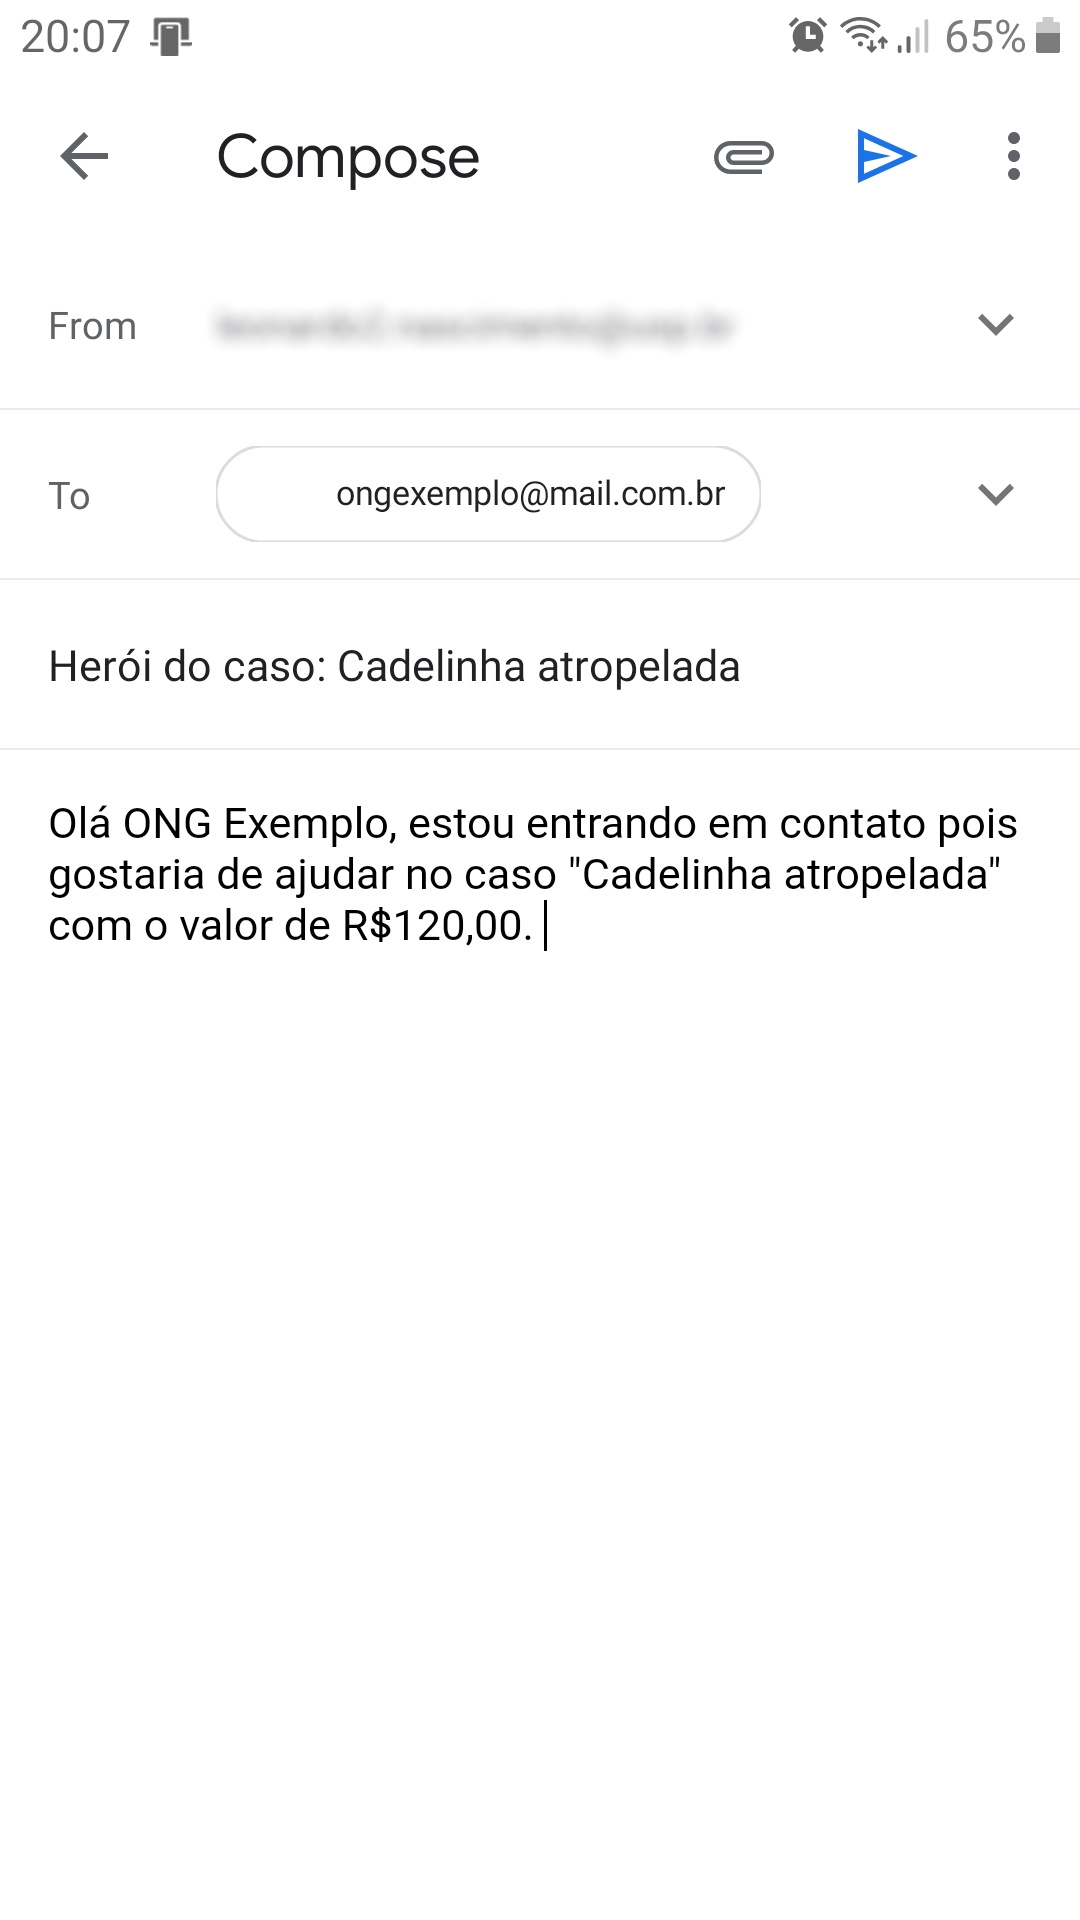 20:07 65%
Compose
From
To ongexemplo@mail.com.br
Herói do caso: Cadelinha atropelada
Olá ONG Exemplo, estou entrando em contato pois
gostaria de ajudar no caso "Cadelinha atropelada"
com o valor de R$120,00.